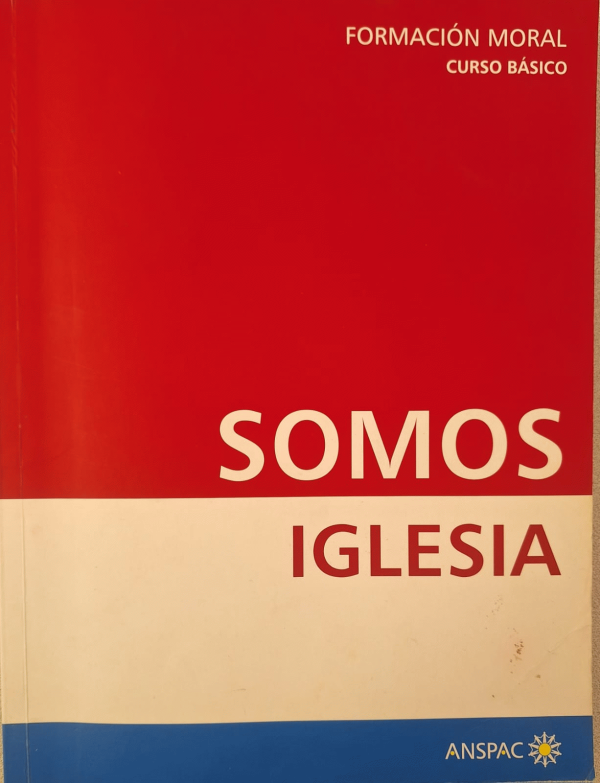 FORMACIÓN MORAL
CURSO BÁSICO
SOMOS
IGLESIA
ANSPAC